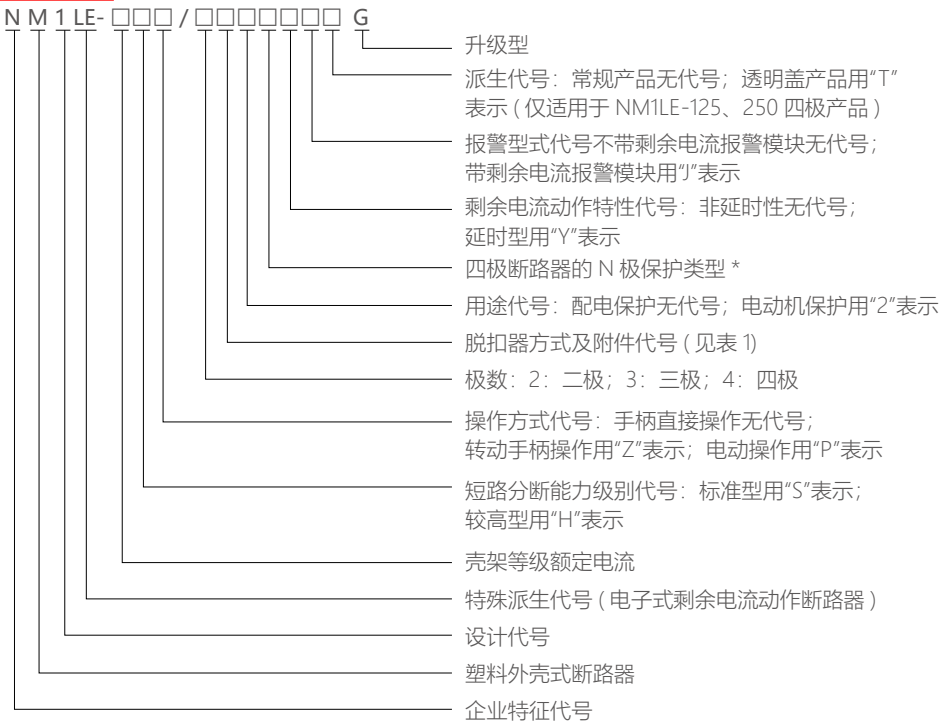 N M 1 LE- □□□ / □□□□□□□ G
升级型
派生代号：常规产品无代号；透明盖产品用“T”
表示 ( 仅适用于 NM1LE-125、250 四极产品 )
报警型式代号不带剩余电流报警模块无代号；
带剩余电流报警模块用“J”表示
剩余电流动作特性代号：非延时性无代号；
延时型用“Y”表示
四极断路器的 N 极保护类型 *
用途代号：配电保护无代号；电动机保护用“2”表示
脱扣器方式及附件代号 ( 见表 1)
极数：2：二极；3：三极；4：四极
操作方式代号：手柄直接操作无代号；
转动手柄操作用“Z”表示；电动操作用“P”表示
短路分断能力级别代号：标准型用“S”表示；
较高型用“H”表示
壳架等级额定电流
特殊派生代号 ( 电子式剩余电流动作断路器 )
设计代号
塑料外壳式断路器
企业特征代号